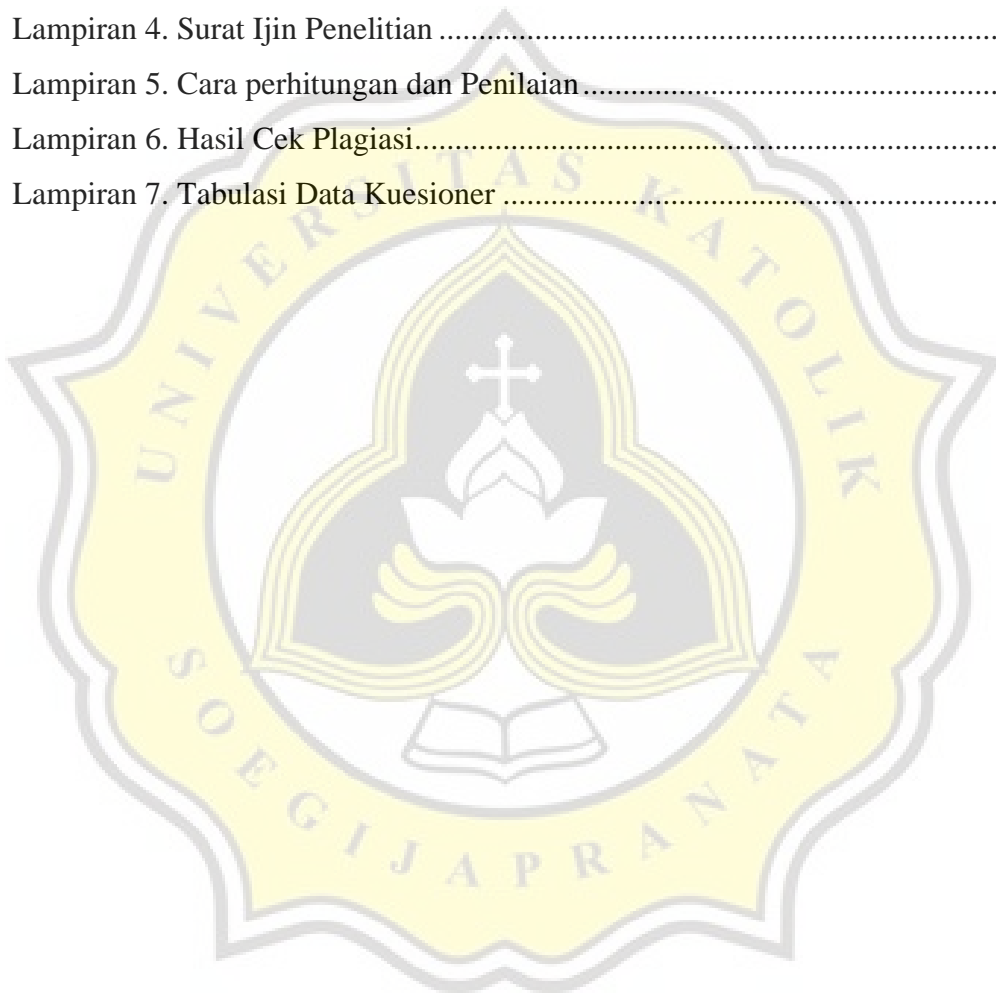 Lampiran 4. Surat Ijin Penelitian ....................................................................................
Lampiran 5. Cara perhitungan dan Penilaian ..............................................................
Lampiran 6. Hasil Cek Plagiasi.......................................................................................
Lampiran 7. Tabulasi Data Kuesioner ..........................................................................
UNIVERSITAS KATOLIK
SOEGIJAPRANATA